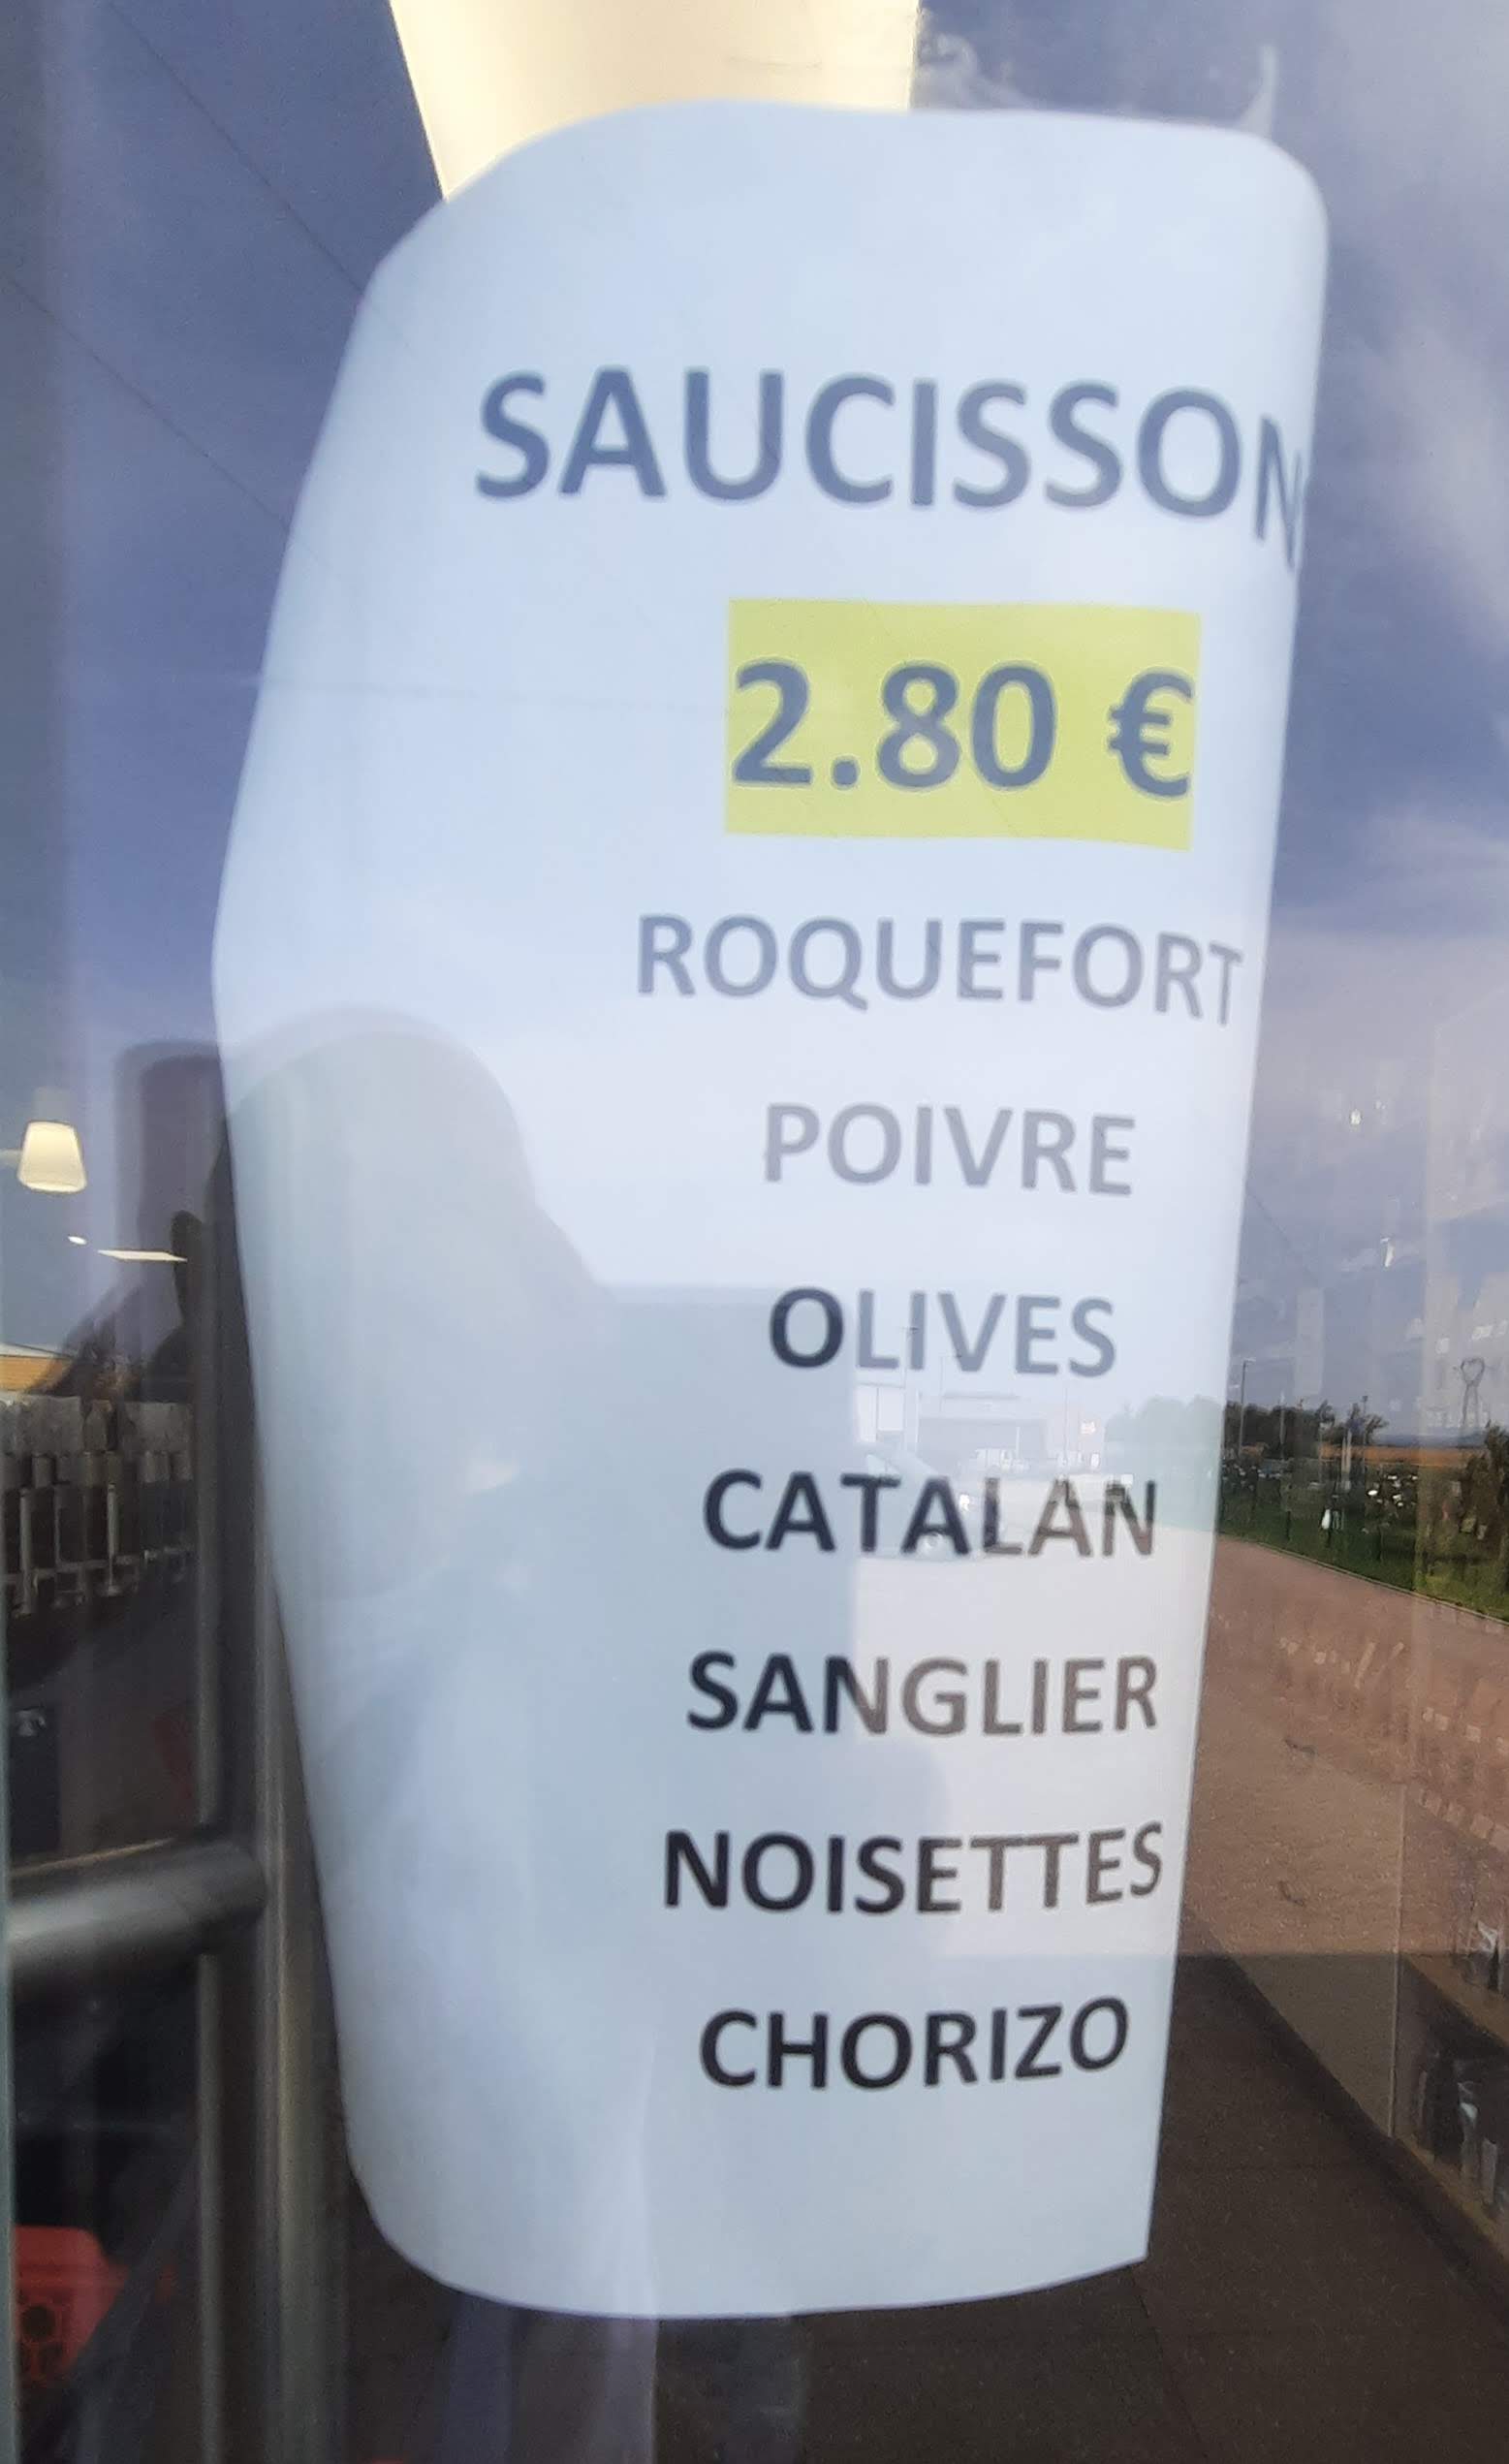 SAUCISSON
2.80 €
ROQUEFORT
POIVRE
OLIVES
CATALAN
SANGLIER
NOISETTES
CHORIZO